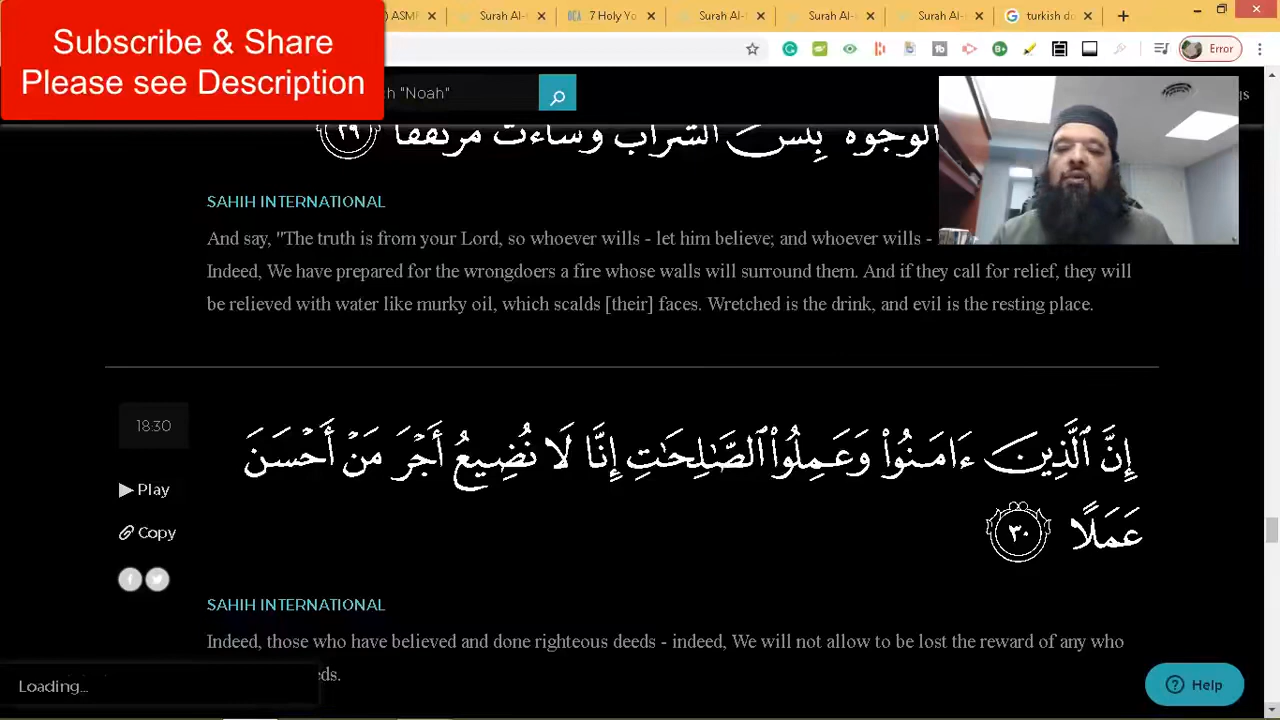 Subscribe & Share
Please see Description
) ASMR
Surah Al-
7 Holy Yo
Surah Al-
Surah Al-
Surah Al-
turkish do
Error
"Noah"
الوجوه بئس الشراب وساءت مرتفقا ٢٩
SAHIH INTERNATIONAL
And say, "The truth is from your Lord, so whoever wills - let him believe; and whoever wills -
Indeed, We have prepared for the wrongdoers a fire whose walls will surround them. And if they call for relief, they will
be relieved with water like murky oil, which scalds [their] faces. Wretched is the drink, and evil is the resting place.
18:30
إِنَّ ٱلَّذِينَ ءَامَنُوا۟ وَعَمِلُوا۟ ٱلصَّـٰلِحَـٰتِ إِنَّا لَا نُضِيعُ أَجْرَ مَنْ أَحْسَنَ
عَمَلًا ٣٠
Play
Copy
SAHIH INTERNATIONAL
Indeed, those who have believed and done righteous deeds - indeed, We will not allow to be lost the reward of any who
Loading...
Help